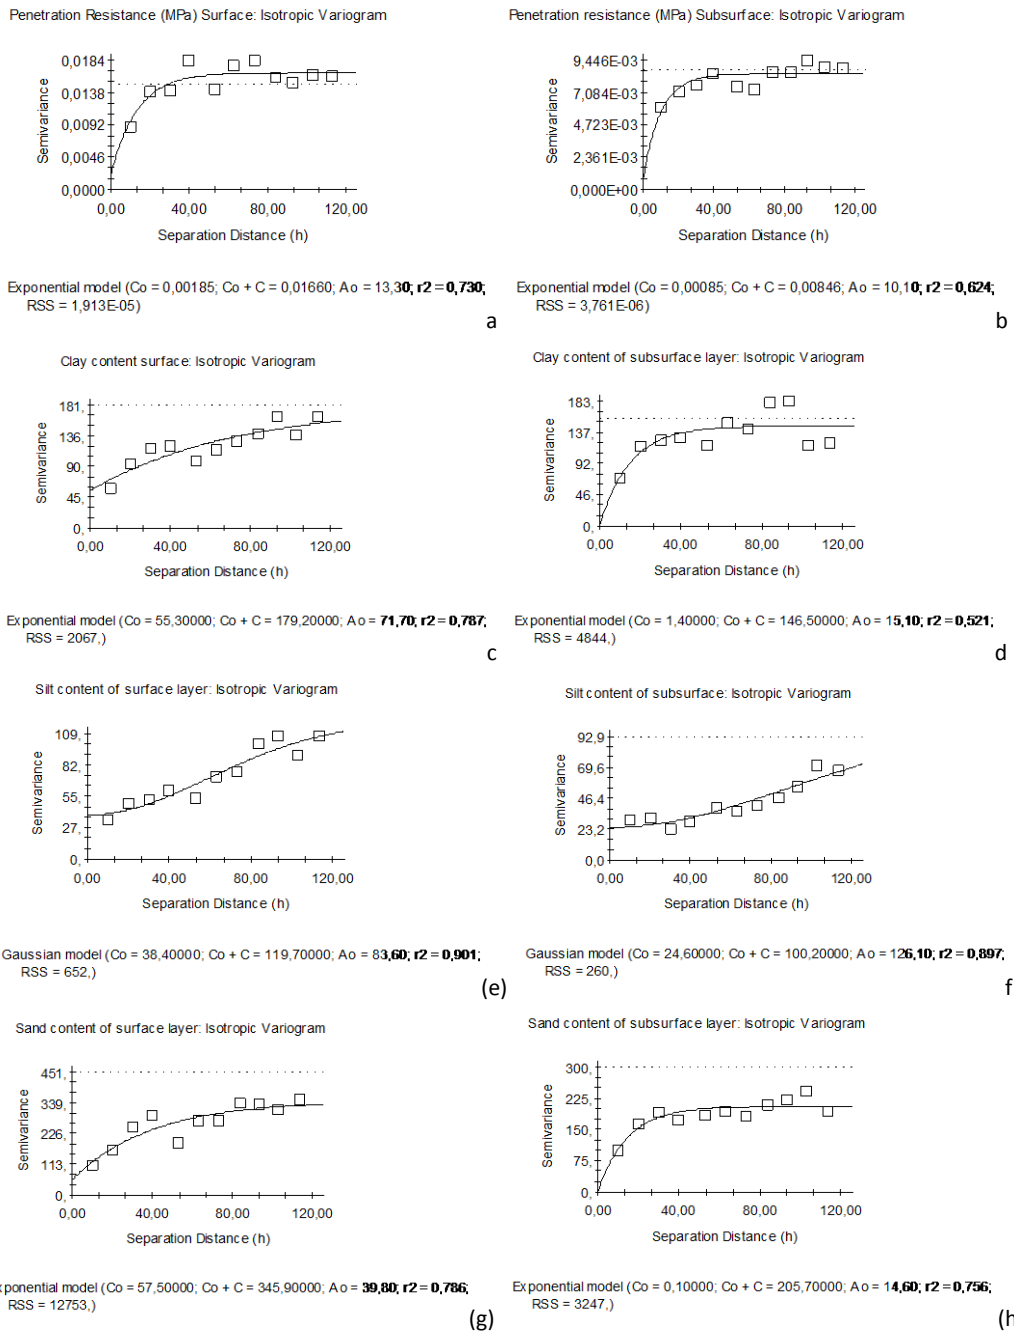 Penetration Resistance (MPa) Surface: Isotropic Variogram
0,0184
0,0138
0,0092
0,0046
0,0000
Semivariance
0,00 40,00 80,00 120,00
Separation Distance (h)
Exponential model (Co = 0,00185; Co + C = 0,01660; Ao = 13,30; r2 = 0,730;
RSS = 1,913E-05)
a
Penetration resistance (MPa) Subsurface: Isotropic Variogram
9,446E-03
7,084E-03
4,723E-03
2,361E-03
0,000E+00
Semivariance
0,00 40,00 80,00 120,00
Separation Distance (h)
Exponential model (Co = 0,00085; Co + C = 0,00846; Ao = 10,10; r2 = 0,624;
RSS = 3,761E-06)
b
Clay content surface: Isotropic Variogram
181,
136,
90,
45,
0,
Semivariance
0,00 40,00 80,00 120,00
Separation Distance (h)
Exponential model (Co = 55,30000; Co + C = 179,20000; Ao = 71,70; r2 = 0,787;
RSS = 2067,)
c
Clay content of subsurface layer: Isotropic Variogram
183,
137,
92,
46,
0,
Semivariance
0,00 40,00 80,00 120,00
Separation Distance (h)
Exponential model (Co = 1,40000; Co + C = 146,50000; Ao = 15,10; r2 = 0,521;
RSS = 4844,)
d
Silt content of surface layer: Isotropic Variogram
109,
82,
55,
27,
0,
Semivariance
0,00 40,00 80,00 120,00
Separation Distance (h)
Gaussian model (Co = 38,40000; Co + C = 119,70000; Ao = 83,60; r2 = 0,901;
RSS = 652,)
(e)
Silt content of subsurface: Isotropic Variogram
92,9
69,6
46,4
23,2
0,0
Semivariance
0,00 40,00 80,00 120,00
Separation Distance (h)
Gaussian model (Co = 24,60000; Co + C = 100,20000; Ao = 126,10; r2 = 0,897;
RSS = 260,)
f
Sand content of surface layer: Isotropic Variogram
451,
339,
226,
113,
0,
Semivariance
0,00 40,00 80,00 120,00
Separation Distance (h)
xponential model (Co = 57,50000; Co + C = 345,90000; Ao = 39,80; r2 = 0,786;
RSS = 12753,)
(g)
Sand content of subsurface layer: Isotropic Variogram
300,
225,
150,
75,
0,
Semivariance
0,00 40,00 80,00 120,00
Separation Distance (h)
Exponential model (Co = 0,10000; Co + C = 205,70000; Ao = 14,60; r2 = 0,756;
RSS = 3247,)
(h